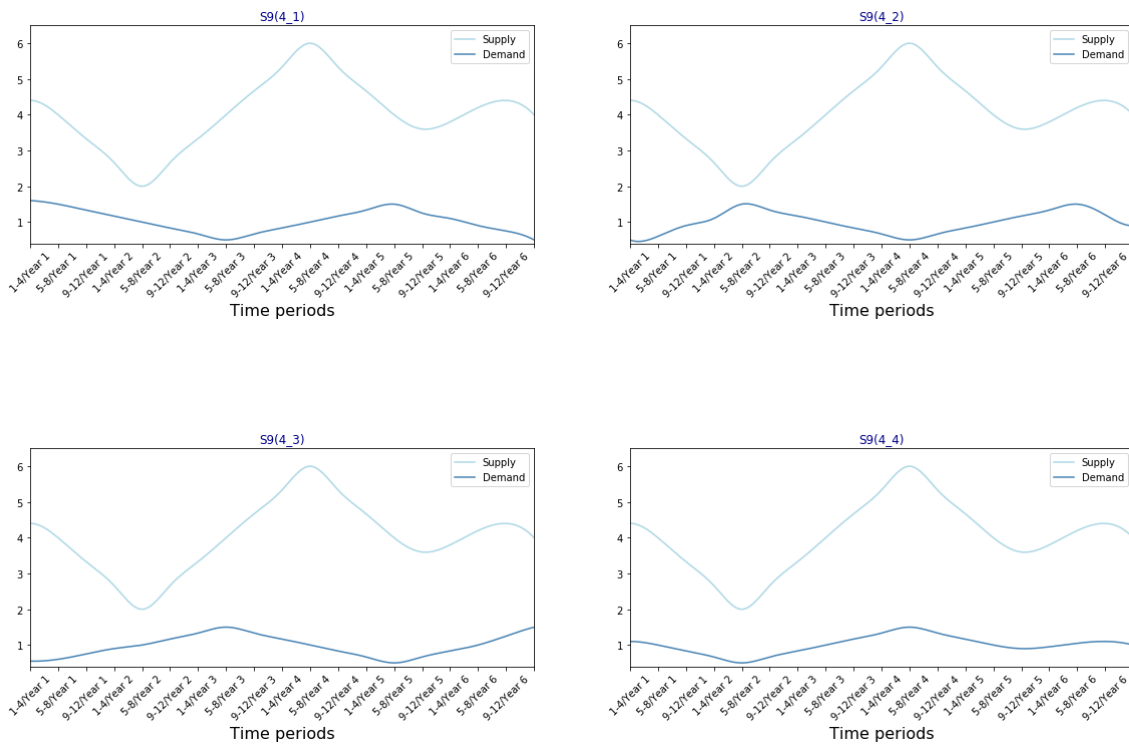 S9(4_1)
6
5
4
3
2
1
Supply
Demand
1-4/Year 1
5-8/Year 1
9-12/Year 1
1-4/Year 2
5-8/Year 2
9-12/Year 2
1-4/Year 3
5-8/Year 3
9-12/Year 3
1-4/Year 4
5-8/Year 4
9-12/Year 4
1-4/Year 5
5-8/Year 5
9-12/Year 5
1-4/Year 6
5-8/Year 6
9-12/Year 6
Time periods
S9(4_2)
6
5
4
3
2
1
Supply
Demand
1-4/Year 1
5-8/Year 1
9-12/Year 1
1-4/Year 2
5-8/Year 2
9-12/Year 2
1-4/Year 3
5-8/Year 3
9-12/Year 3
1-4/Year 4
5-8/Year 4
9-12/Year 4
1-4/Year 5
5-8/Year 5
9-12/Year 5
1-4/Year 6
5-8/Year 6
9-12/Year 6
Time periods
S9(4_3)
6
5
4
3
2
1
Supply
Demand
1-4/Year 1
5-8/Year 1
9-12/Year 1
1-4/Year 2
5-8/Year 2
9-12/Year 2
1-4/Year 3
5-8/Year 3
9-12/Year 3
1-4/Year 4
5-8/Year 4
9-12/Year 4
1-4/Year 5
5-8/Year 5
9-12/Year 5
1-4/Year 6
5-8/Year 6
9-12/Year 6
Time periods
S9(4_4)
6
5
4
3
2
1
Supply
Demand
1-4/Year 1
5-8/Year 1
9-12/Year 1
1-4/Year 2
5-8/Year 2
9-12/Year 2
1-4/Year 3
5-8/Year 3
9-12/Year 3
1-4/Year 4
5-8/Year 4
9-12/Year 4
1-4/Year 5
5-8/Year 5
9-12/Year 5
1-4/Year 6
5-8/Year 6
9-12/Year 6
Time periods